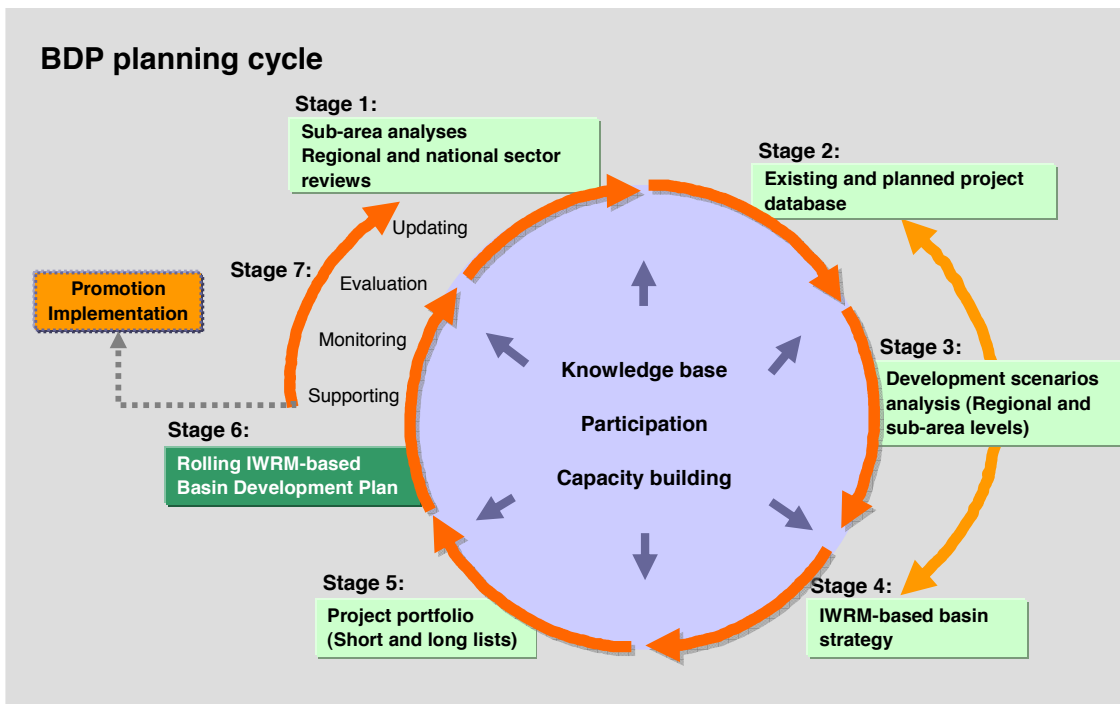 BDP planning cycle
Stage 1:
Sub-area analyses
Regional and national sector
reviews
Stage 2:
Existing and planned project
database
Stage 3:
Development scenarios
analysis (Regional and
sub-area levels)
Stage 4:
IWRM-based basin
strategy
Stage 5:
Project portfolio
(Short and long lists)
Stage 6:
Rolling IWRM-based
Basin Development Plan
Stage 7:
Updating
Evaluation
Monitoring
Supporting
Promotion
Implementation
Knowledge base
Participation
Capacity building